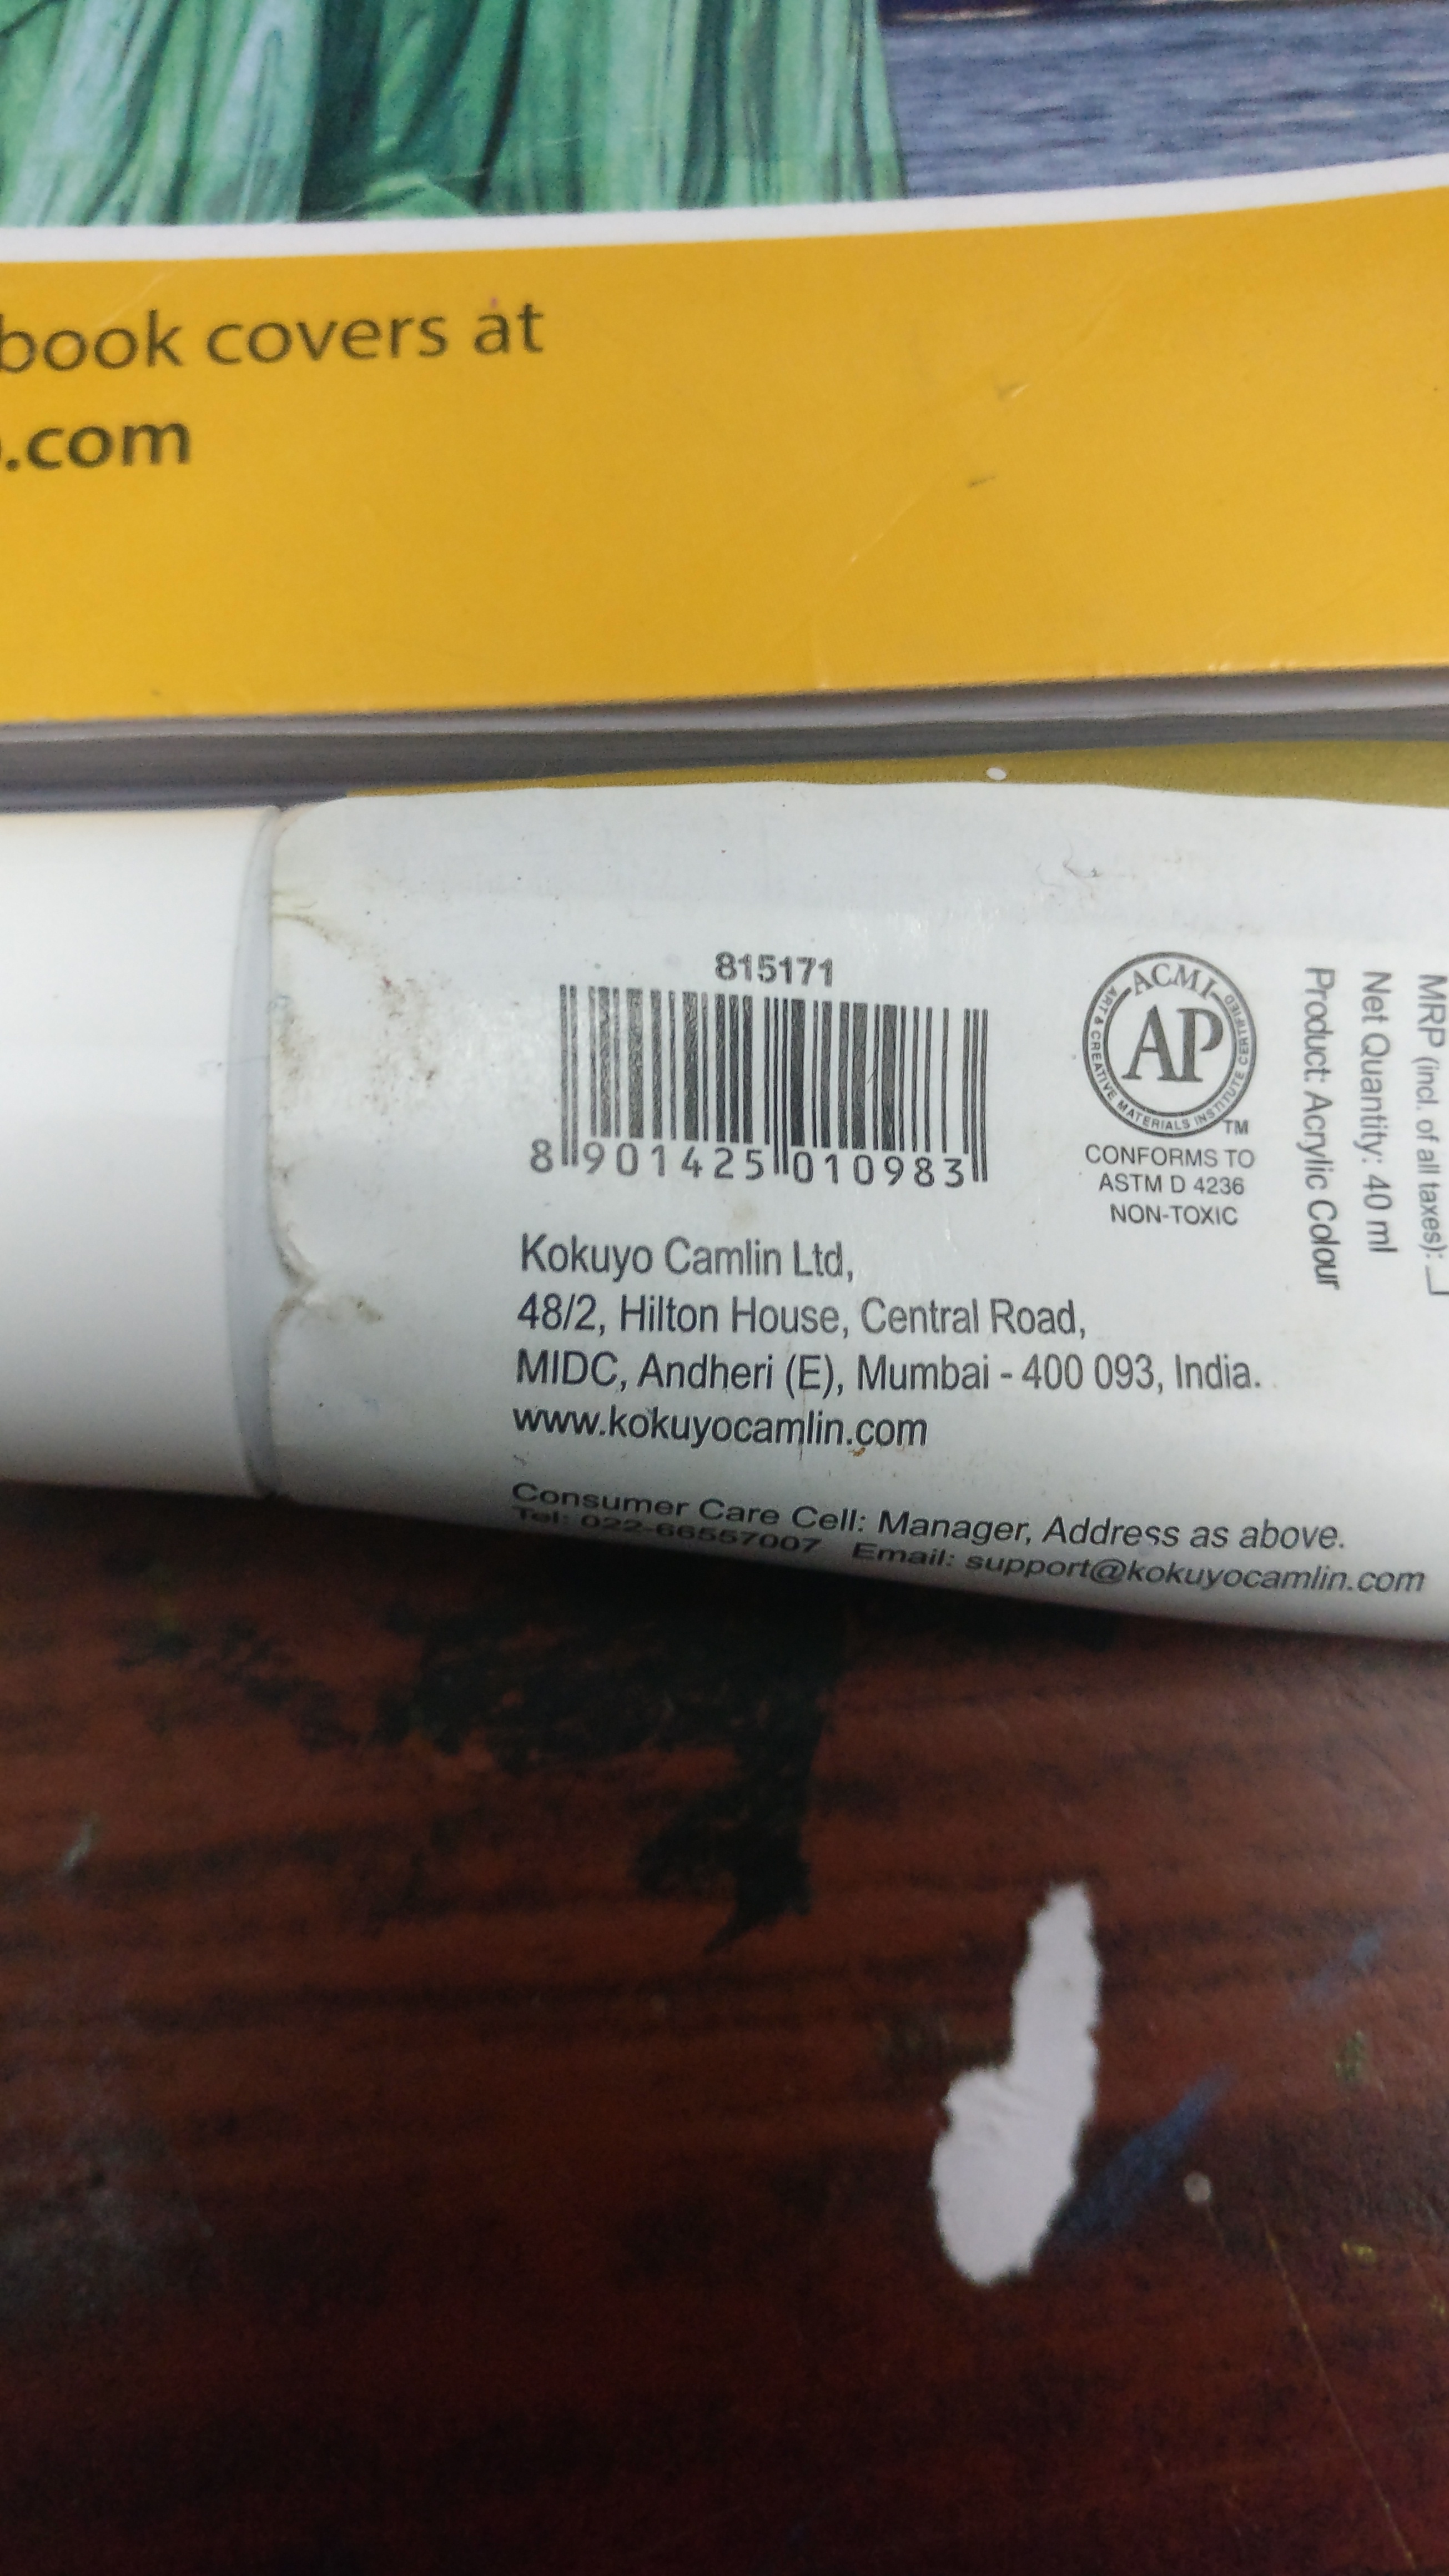 book covers at
.com
815171
8 901425 010983
ACMI
ART & CREATIVE MATERIALS INSTITUTE CERTIFIED
AP
TM
CONFORMS TO
ASTM D 4236
NON-TOXIC
MRP (incl. of all taxes):
Net Quantity: 40 ml
Product: Acrylic Colour
Kokuyo Camlin Ltd,
48/2, Hilton House, Central Road,
MIDC, Andheri (E), Mumbai - 400 093, India.
www.kokuyocamlin.com
Consumer Care Cell: Manager, Address as above.
Tel: 022-66557007 Email: support@kokuyocamlin.com